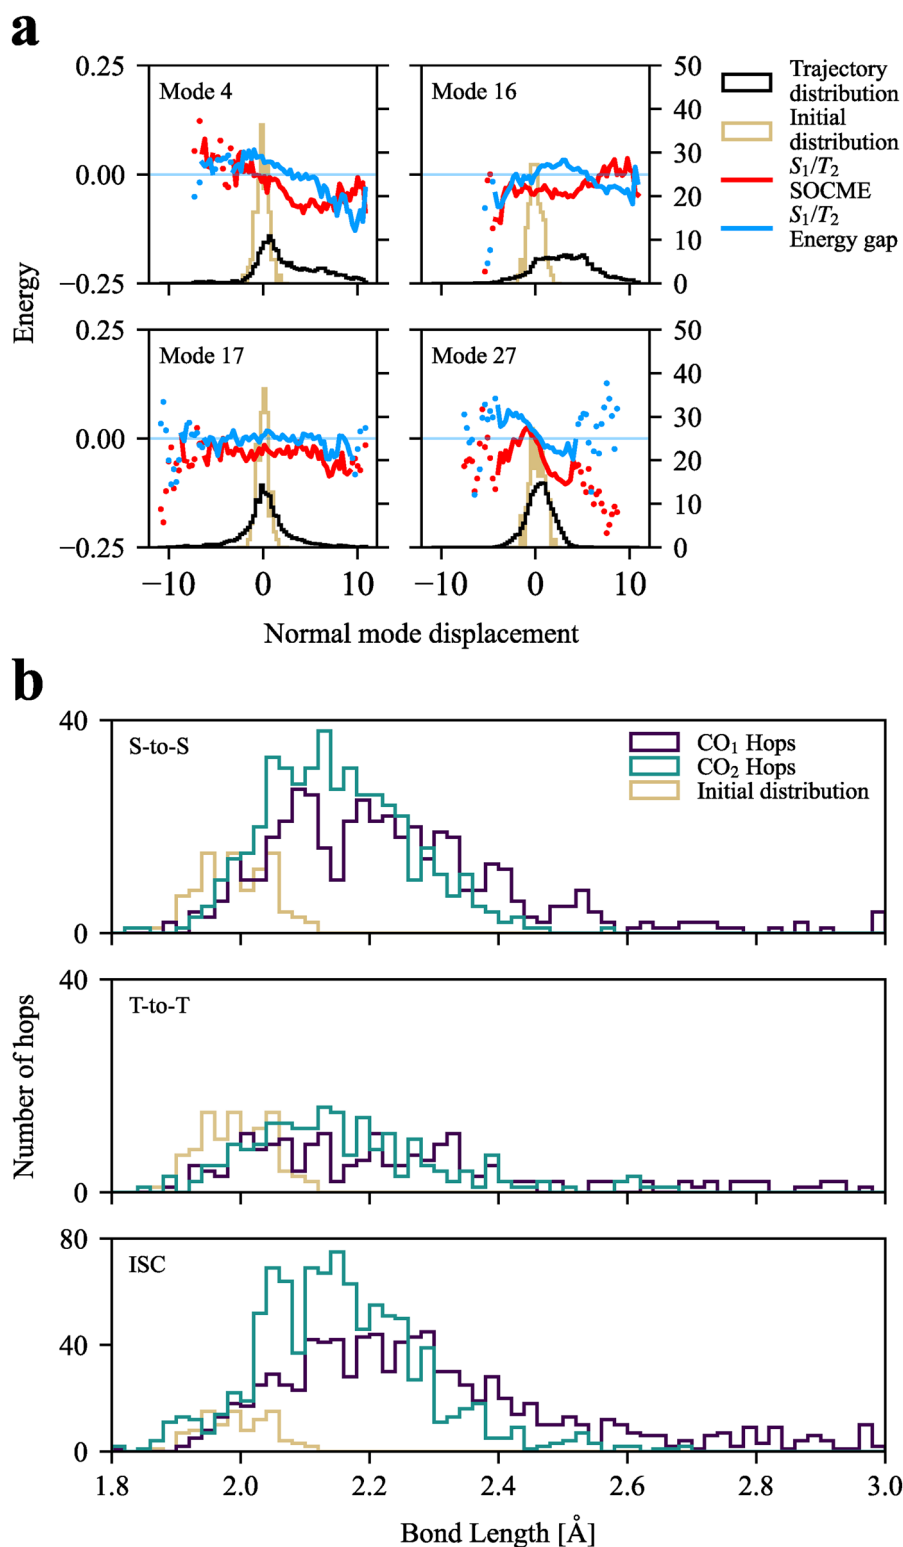 a
0.25
0.00
−0.25
Energy
Mode 4
Mode 16
50
40
30
20
10
0
Trajectory
distribution
Initial
distribution
S1/T2
SOCME
S1/T2
Energy gap
0.25
0.00
−0.25
Mode 17
Mode 27
50
40
30
20
10
0
−10 0 10
−10 0 10
Normal mode displacement
b
40
0
S-to-S
CO1 Hops
CO2 Hops
Initial distribution
Number of hops
40
0
T-to-T
80
40
0
ISC
1.8 2.0 2.2 2.4 2.6 2.8 3.0
Bond Length [Å]